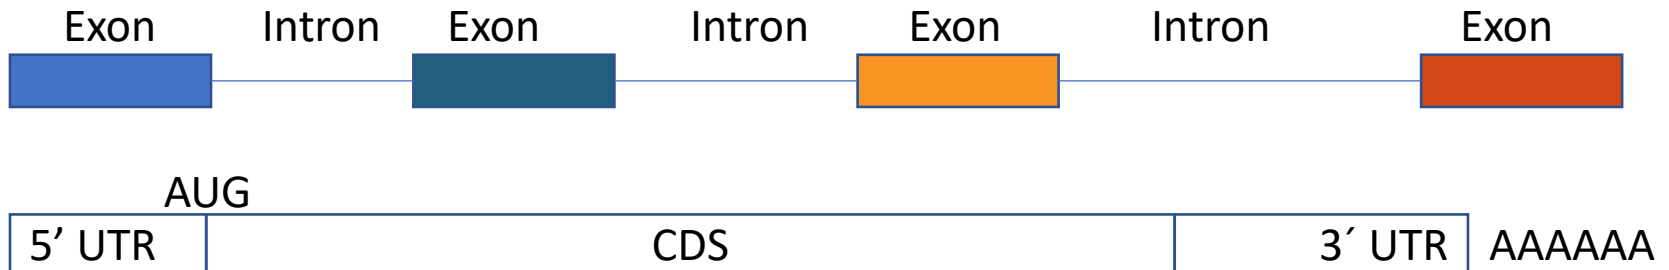 Exon Intron Exon Intron Exon Intron Exon
AUG
5’ UTR CDS 3´ UTR AAAAAA